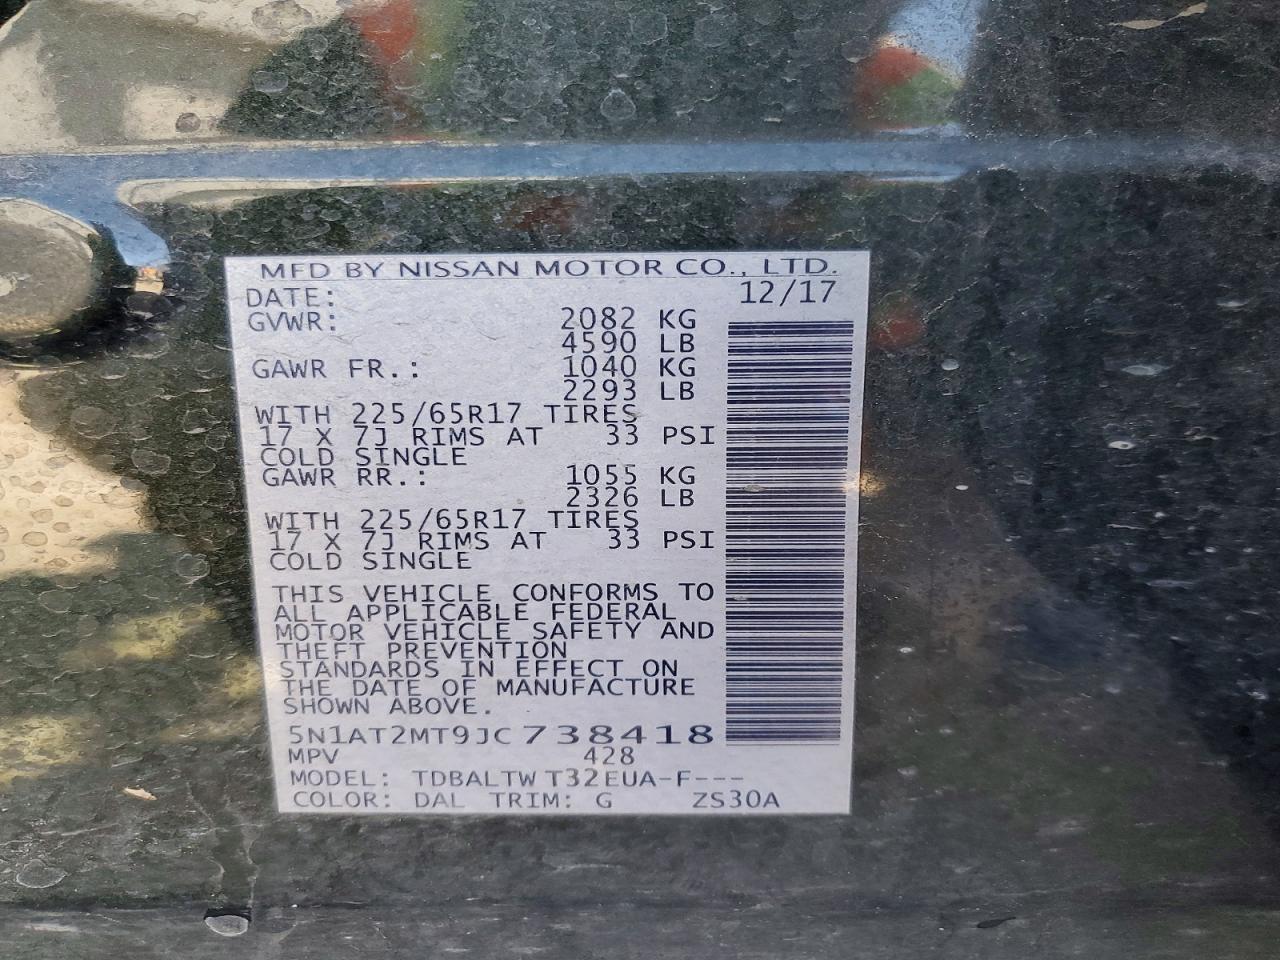 MFD BY NISSAN MOTOR CO., LTD.
DATE: 12/17
GVWR: 2082 KG
4590 LB
GAWR FR.: 1040 KG
2293 LB
WITH 225/65R17 TIRES
17 X 7J RIMS AT 33 PSI
COLD SINGLE
GAWR RR.: 1055 KG
2326 LB
WITH 225/65R17 TIRES
17 X 7J RIMS AT 33 PSI
COLD SINGLE
THIS VEHICLE CONFORMS TO
ALL APPLICABLE FEDERAL
MOTOR VEHICLE SAFETY AND
THEFT PREVENTION
STANDARDS IN EFFECT ON
THE DATE OF MANUFACTURE
SHOWN ABOVE.
5N1AT2MT9JC738418
MPV 428
MODEL: TDBALTW T32EUA-F---
COLOR: DAL TRIM: G ZS30A